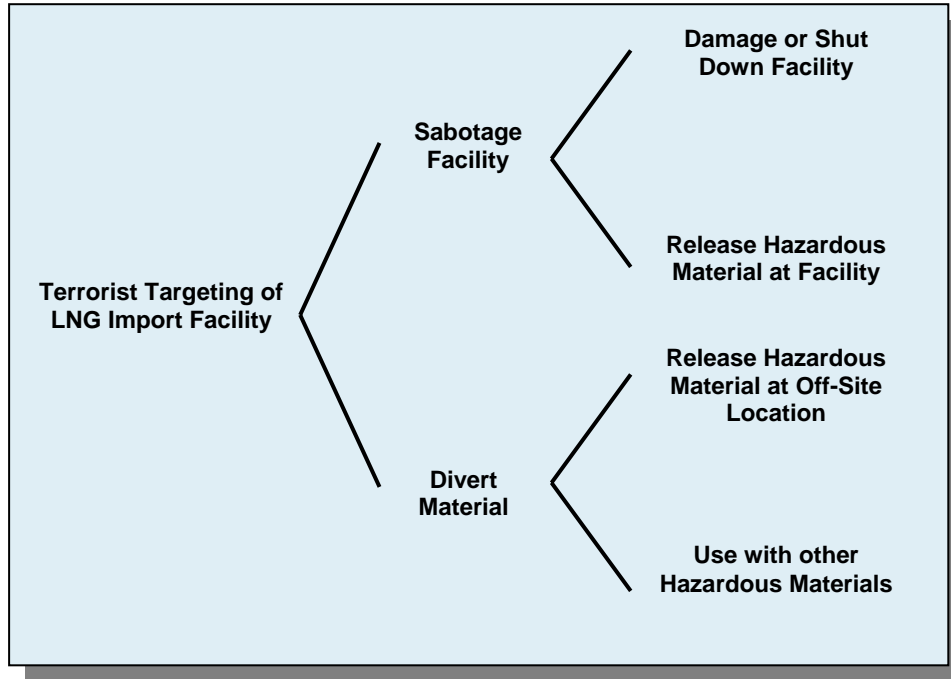 Terrorist Targeting of
LNG Import Facility
Sabotage
Facility
Damage or Shut
Down Facility
Release Hazardous
Material at Facility
Divert
Material
Release Hazardous
Material at Off-Site
Location
Use with other
Hazardous Materials